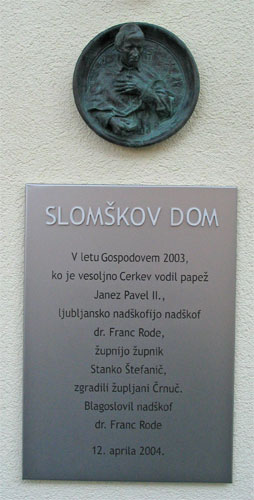 SLOMŠKOV DOM
V letu Gospodovem 2003,
ko je vesoljno Cerkev vodil papež
Janez Pavel II.,
ljubljansko nadškofijo nadškof
dr. Franc Rode,
župnijo župnik
Stanko Štefanič,
zgradili župljani Črnuč.
Blagoslovil nadškof
dr. Franc Rode
12. aprila 2004.